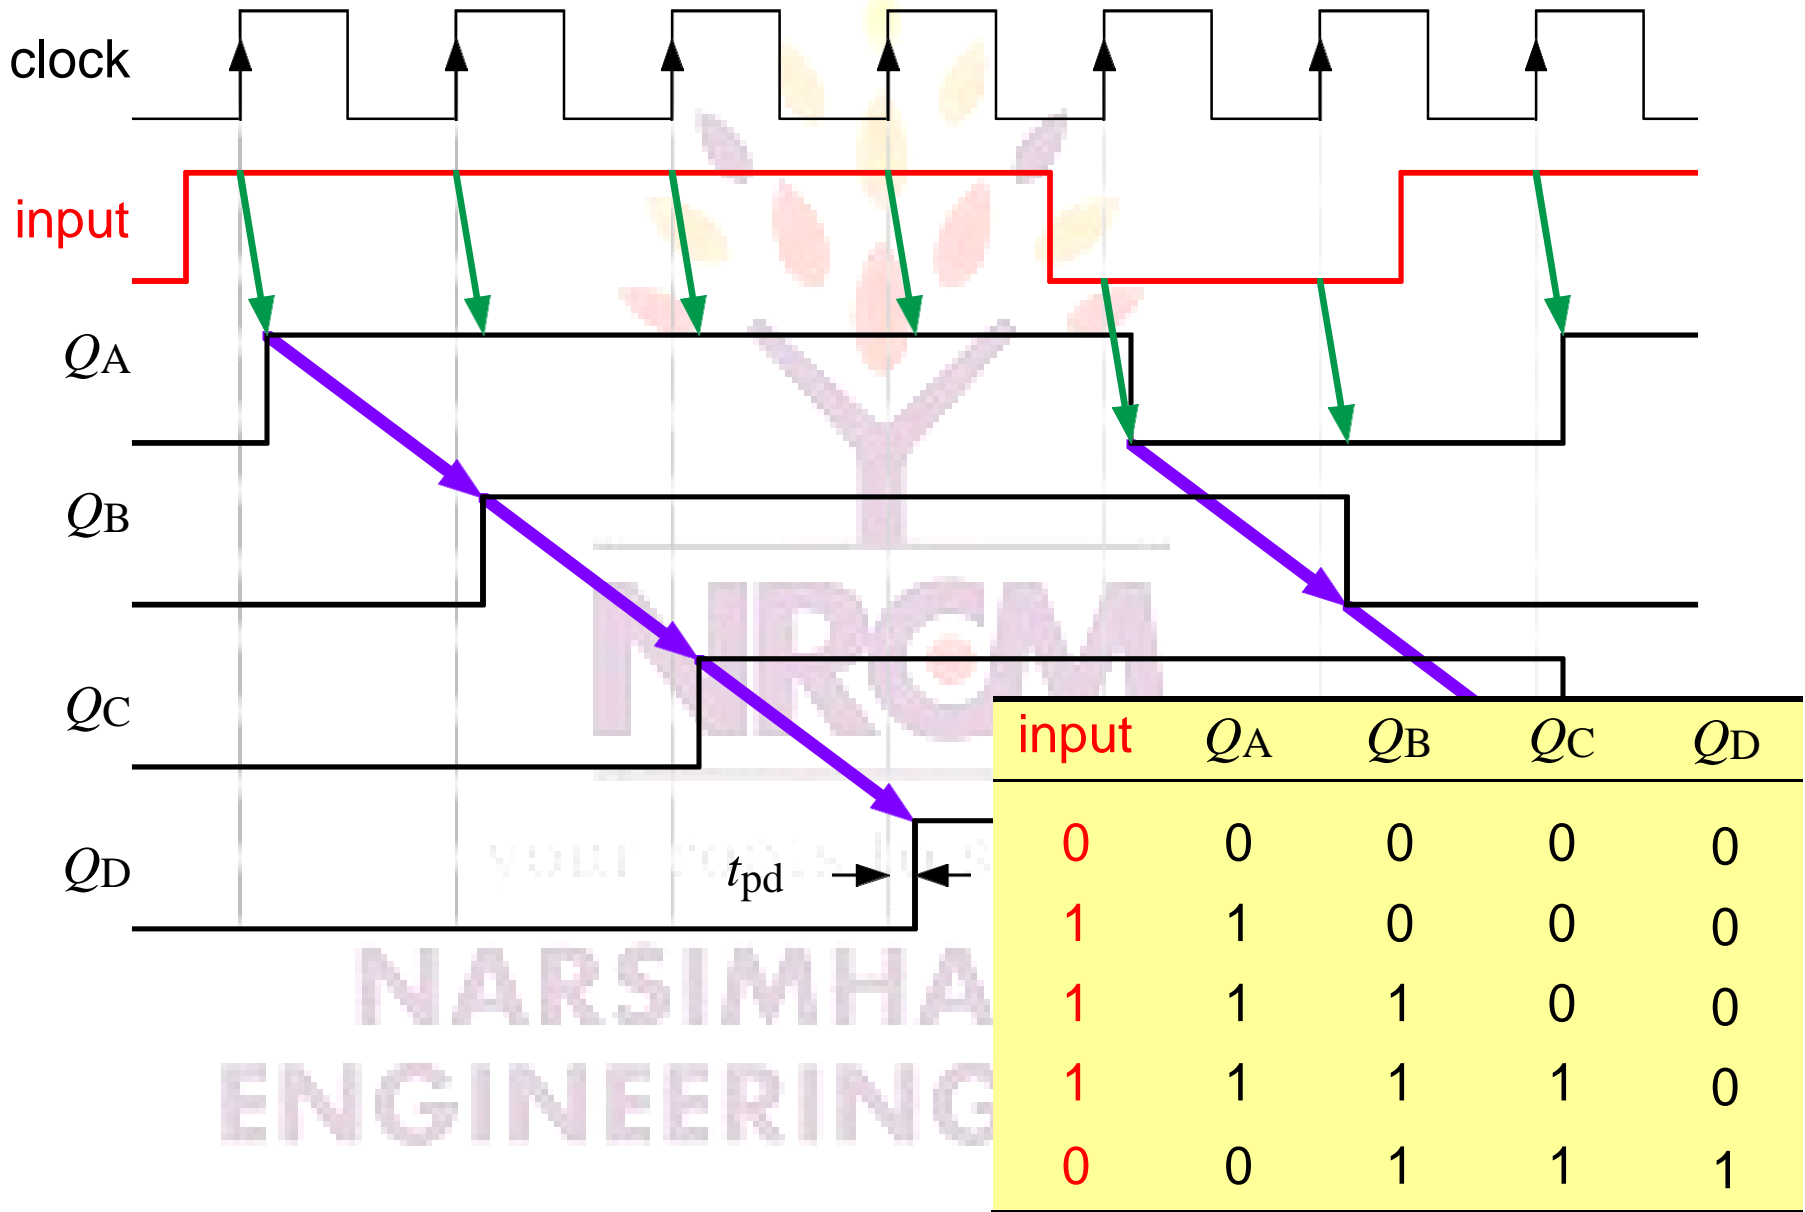 clock
input
QA
QB
QC
QD
tpd
NRCM
NARSIMHA
ENGINEERING
input QA QB QC QD
0 0 0 0 0
1 1 0 0 0
1 1 1 0 0
1 1 1 1 0
0 0 1 1 1